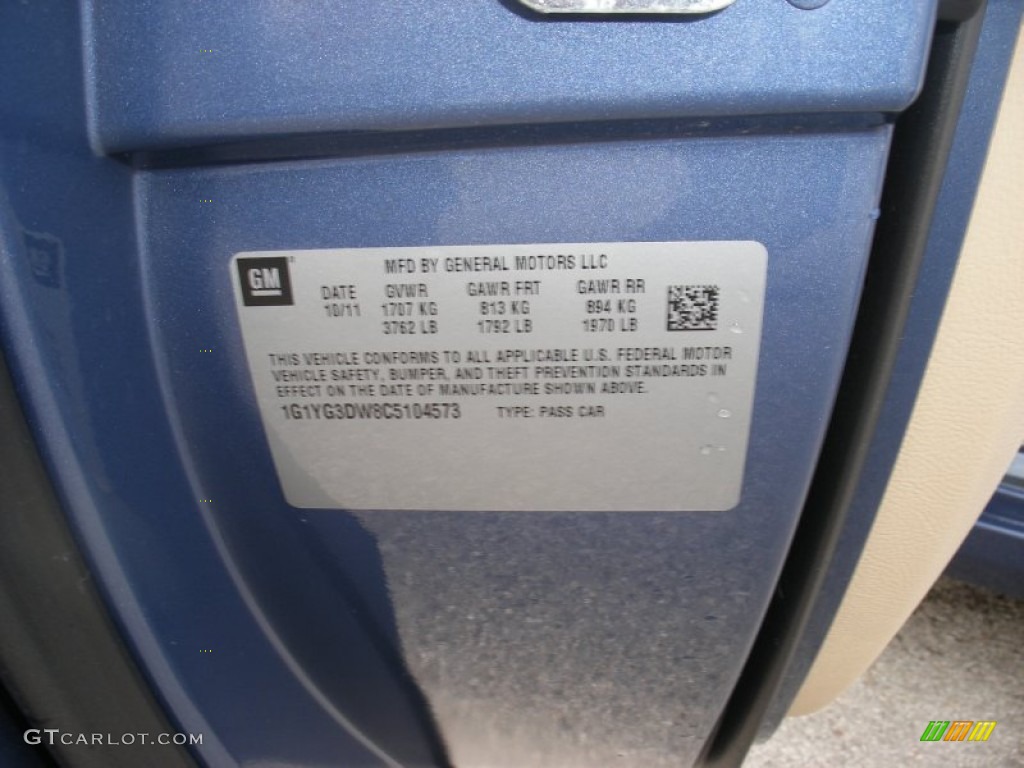 GM
MFD BY GENERAL MOTORS LLC
DATE GVWR GAWR FRT GAWR RR
10/11 1707 KG 813 KG 894 KG
3762 LB 1792 LB 1970 LB
THIS VEHICLE CONFORMS TO ALL APPLICABLE U.S. FEDERAL MOTOR
VEHICLE SAFETY, BUMPER, AND THEFT PREVENTION STANDARDS IN
EFFECT ON THE DATE OF MANUFACTURE SHOWN ABOVE.
1G1YG3DW8C5104573 TYPE: PASS CAR
GTCARLOT.COM